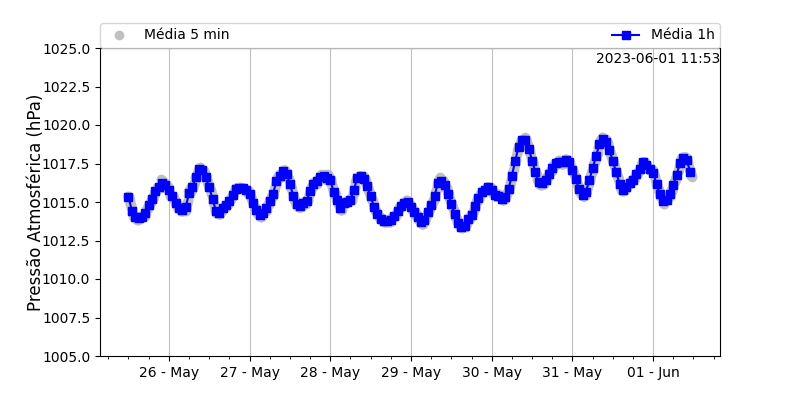 Média 5 min
Média 1h
2023-06-01 11:53
Pressão Atmosférica (hPa)
1025.0
1022.5
1020.0
1017.5
1015.0
1012.5
1010.0
1007.5
1005.0
26 - May
27 - May
28 - May
29 - May
30 - May
31 - May
01 - Jun